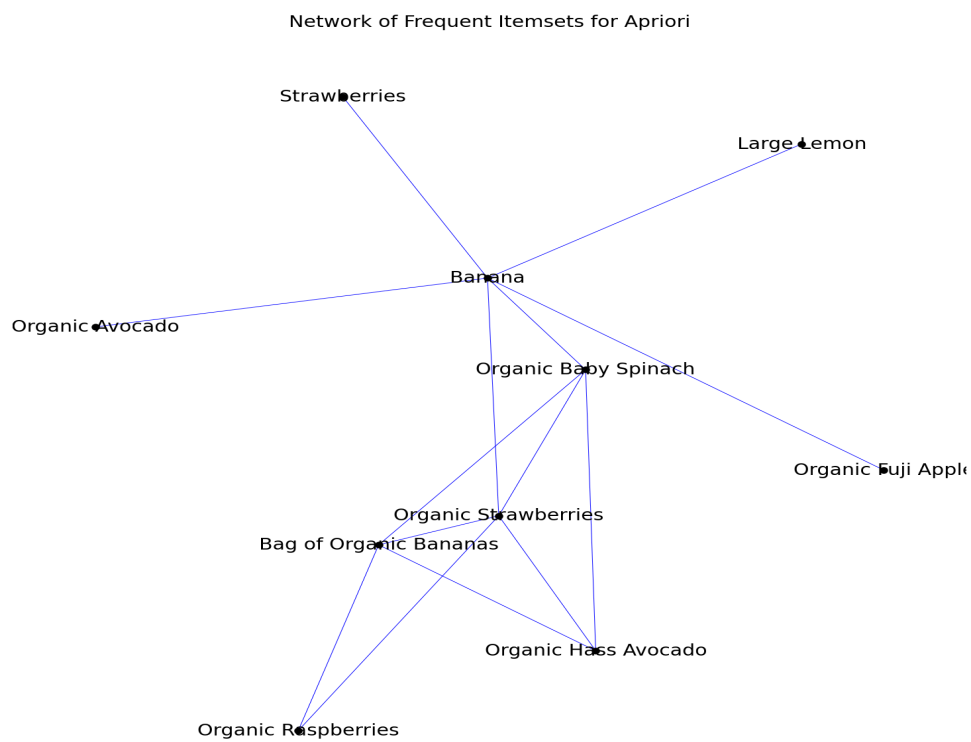 Network of Frequent Itemsets for Apriori
Strawberries
Large Lemon
Banana
Organic Avocado
Organic Baby Spinach
Organic Fuji Apple
Organic Strawberries
Bag of Organic Bananas
Organic Hass Avocado
Organic Raspberries